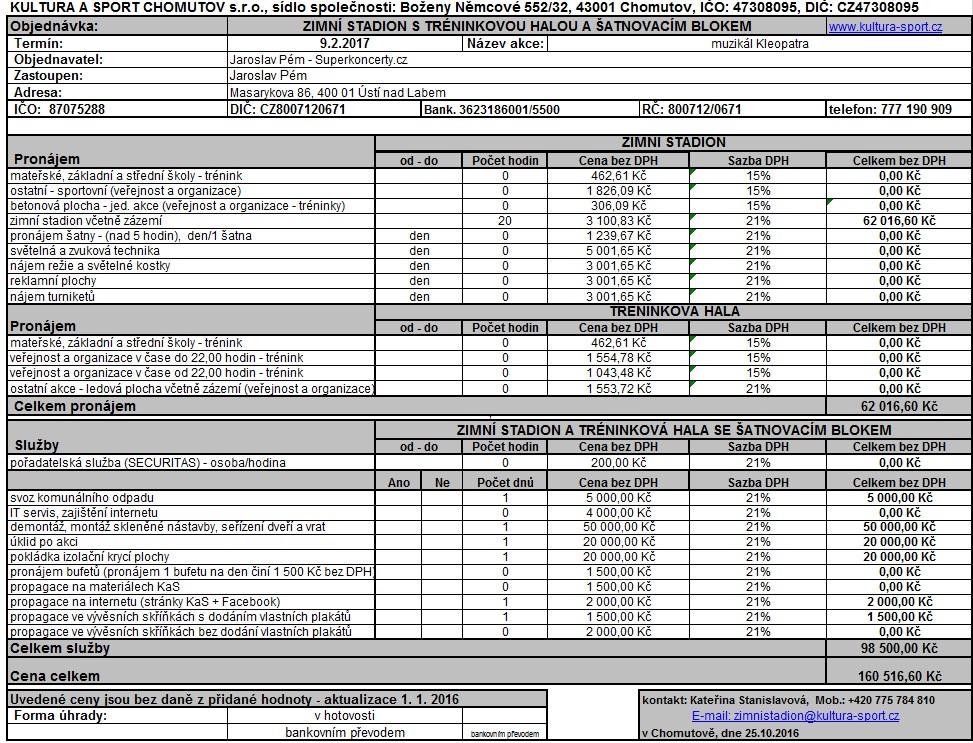 KULTURA A SPORT CHOMUTOV s.r.o., sídlo společnosti: Boženy Němcové 552/32, 43001 Chomutov, IČO: 47308095, DIČ: CZ47308095
Objednávka: ZIMNÍ STADION S TRÉNINKOVOU HALOU A ŠATNOVACÍM BLOKEM www.kultura-sport.cz
Termín: 9.2.2017 Název akce: muzikál Kleopatra
Objednavatel: Jaroslav Pém - Superkoncerty.cz
Zastoupen: Jaroslav Pém
Adresa: Masarykova 86, 400 01 Ústí nad Labem
IČO: 87075288 DIČ: CZ8007120671 Bank. 3623186001/5500 RČ: 800712/0671 telefon: 777 190 909
ZIMNÍ STADION
Pronájem od - do Počet hodin Cena bez DPH Sazba DPH Celkem bez DPH
mateřské, základní a střední školy - trénink 0 462,61 Kč 15% 0,00 Kč
ostatní - sportovní (veřejnost a organizace) 0 1 826,09 Kč 15% 0,00 Kč
betonová plocha - jed. akce (veřejnost a organizace - tréninky) 0 306,09 Kč 15% 0,00 Kč
zimní stadion včetně zázemí 20 3 100,83 Kč 21% 62 016,60 Kč
pronájem šatny - (nad 5 hodin), den/1 šatna den 0 1 239,67 Kč 21% 0,00 Kč
světelná a zvuková technika den 0 5 001,65 Kč 21% 0,00 Kč
nájem režie a světelné kostky den 0 3 001,65 Kč 21% 0,00 Kč
reklamní plochy den 0 3 001,65 Kč 21% 0,00 Kč
nájem turniketů den 0 3 001,65 Kč 21% 0,00 Kč
TRÉNINKOVÁ HALA
Pronájem od - do Počet hodin Cena bez DPH Sazba DPH Celkem bez DPH
mateřské, základní a střední školy - trénink 0 462,61 Kč 15% 0,00 Kč
veřejnost a organizace v čase do 22,00 hodin - trénink 0 1 554,78 Kč 15% 0,00 Kč
veřejnost a organizace v čase od 22,00 hodin - trénink 0 1 043,48 Kč 15% 0,00 Kč
ostatní akce - ledová plocha včetně zázemí (veřejnost a organizace) 0 1 553,72 Kč 21% 0,00 Kč
Celkem pronájem 62 016,60 Kč
ZIMNÍ STADION A TRÉNINKOVÁ HALA SE ŠATNOVACÍM BLOKEM
Služby od - do Počet hodin Cena bez DPH Sazba DPH Celkem bez DPH
pořadatelská služba (SECURITAS) - osoba/hodina 0 200,00 Kč 21% 0,00 Kč
Ano Ne Počet dnů Cena bez DPH Sazba DPH Celkem bez DPH
svoz komunálního odpadu 1 5 000,00 Kč 21% 5 000,00 Kč
IT servis, zajištění internetu 0 4 000,00 Kč 21% 0,00 Kč
demontáž, montáž skleněné nástavby, seřízení dveří a vrat 1 50 000,00 Kč 21% 50 000,00 Kč
úklid po akci 1 20 000,00 Kč 21% 20 000,00 Kč
pokládka izolační krycí plochy 1 20 000,00 Kč 21% 20 000,00 Kč
pronájem bufetů (pronájem 1 bufetu na den činí 1 500 Kč bez DPH) 0 1 500,00 Kč 21% 0,00 Kč
propagace na materiálech KaS 0 1 500,00 Kč 21% 0,00 Kč
propagace na internetu (stránky KaS + Facebook) 1 2 000,00 Kč 21% 2 000,00 Kč
propagace ve vývěsních skříňkách s dodáním vlastních plakátů 1 1 500,00 Kč 21% 1 500,00 Kč
propagace ve vývěsních skříňkách bez dodání vlastních plakátů 0 2 000,00 Kč 21% 0,00 Kč
Celkem služby 98 500,00 Kč
Cena celkem 160 516,60 Kč
Uvedené ceny jsou bez daně z přidané hodnoty - aktualizace 1. 1. 2016
kontakt: Kateřina Stanislavová, Mob.: +420 775 784 810
Forma úhrady: v hotovosti
E-mail: zimnistadion@kultura-sport.cz
bankovním převodem bankovním převodem
v Chomutově, dne 25.10.2016